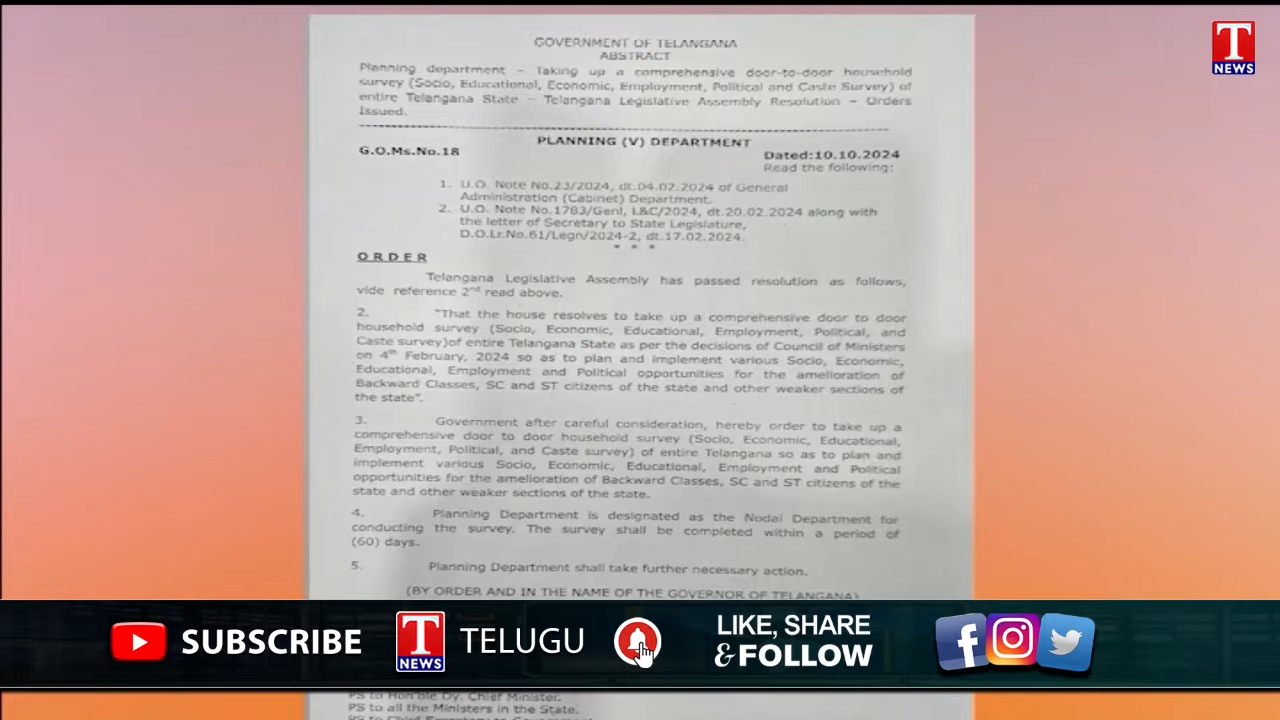 GOVERNMENT OF TELANGANA
ABSTRACT
Planning department – Taking up a comprehensive door-to-door household
survey (Socio, Educational, Economic, Employment, Political and Caste Survey) of
entire Telangana State – Telangana Legislative Assembly Resolution – Orders
Issued.
PLANNING (V) DEPARTMENT
G.O.Ms.No.18
Dated:10.10.2024
Read the following:
1. U.O. Note No.23/2024, dt.04.02.2024 of General
Administration (Cabinet) Department.
2. U.O. Note No.1783/Genl, L&C/2024, dt.20.02.2024 along with
the letter of Secretary to State Legislature,
D.O.Lr.No.61/Legn/2024-2, dt.17.02.2024.
* * *
ORDER
Telangana Legislative Assembly has passed resolution as follows,
vide reference 2nd read above.
2. "That the house resolves to take up a comprehensive door to door
household survey (Socio, Economic, Educational, Employment, Political, and
Caste survey)of entire Telangana State as per the decisions of Council of Ministers
on 4th February, 2024 so as to plan and implement various Socio, Economic,
Educational, Employment and Political opportunities for the amelioration of
Backward Classes, SC and ST citizens of the state and other weaker sections of
the state".
3. Government after careful consideration, hereby order to take up a
comprehensive door to door household survey (Socio, Economic, Educational,
Employment, Political, and Caste survey) of entire Telangana so as to plan and
implement various Socio, Economic, Educational, Employment and Political
opportunities for the amelioration of Backward Classes, SC and ST citizens of the
state and other weaker sections of the state.
4. Planning Department is designated as the Nodal Department for
conducting the survey. The survey shall be completed within a period of
(60) days.
5. Planning Department shall take further necessary action.
(BY ORDER AND IN THE NAME OF THE GOVERNOR OF TELANGANA)
T NEWS
SUBSCRIBE
T NEWS
TELUGU
LIKE, SHARE
& FOLLOW
PS to Hon'ble Dy. Chief Minister.
PS to all the Ministers in the State.
PS to Chief Secretary to Government